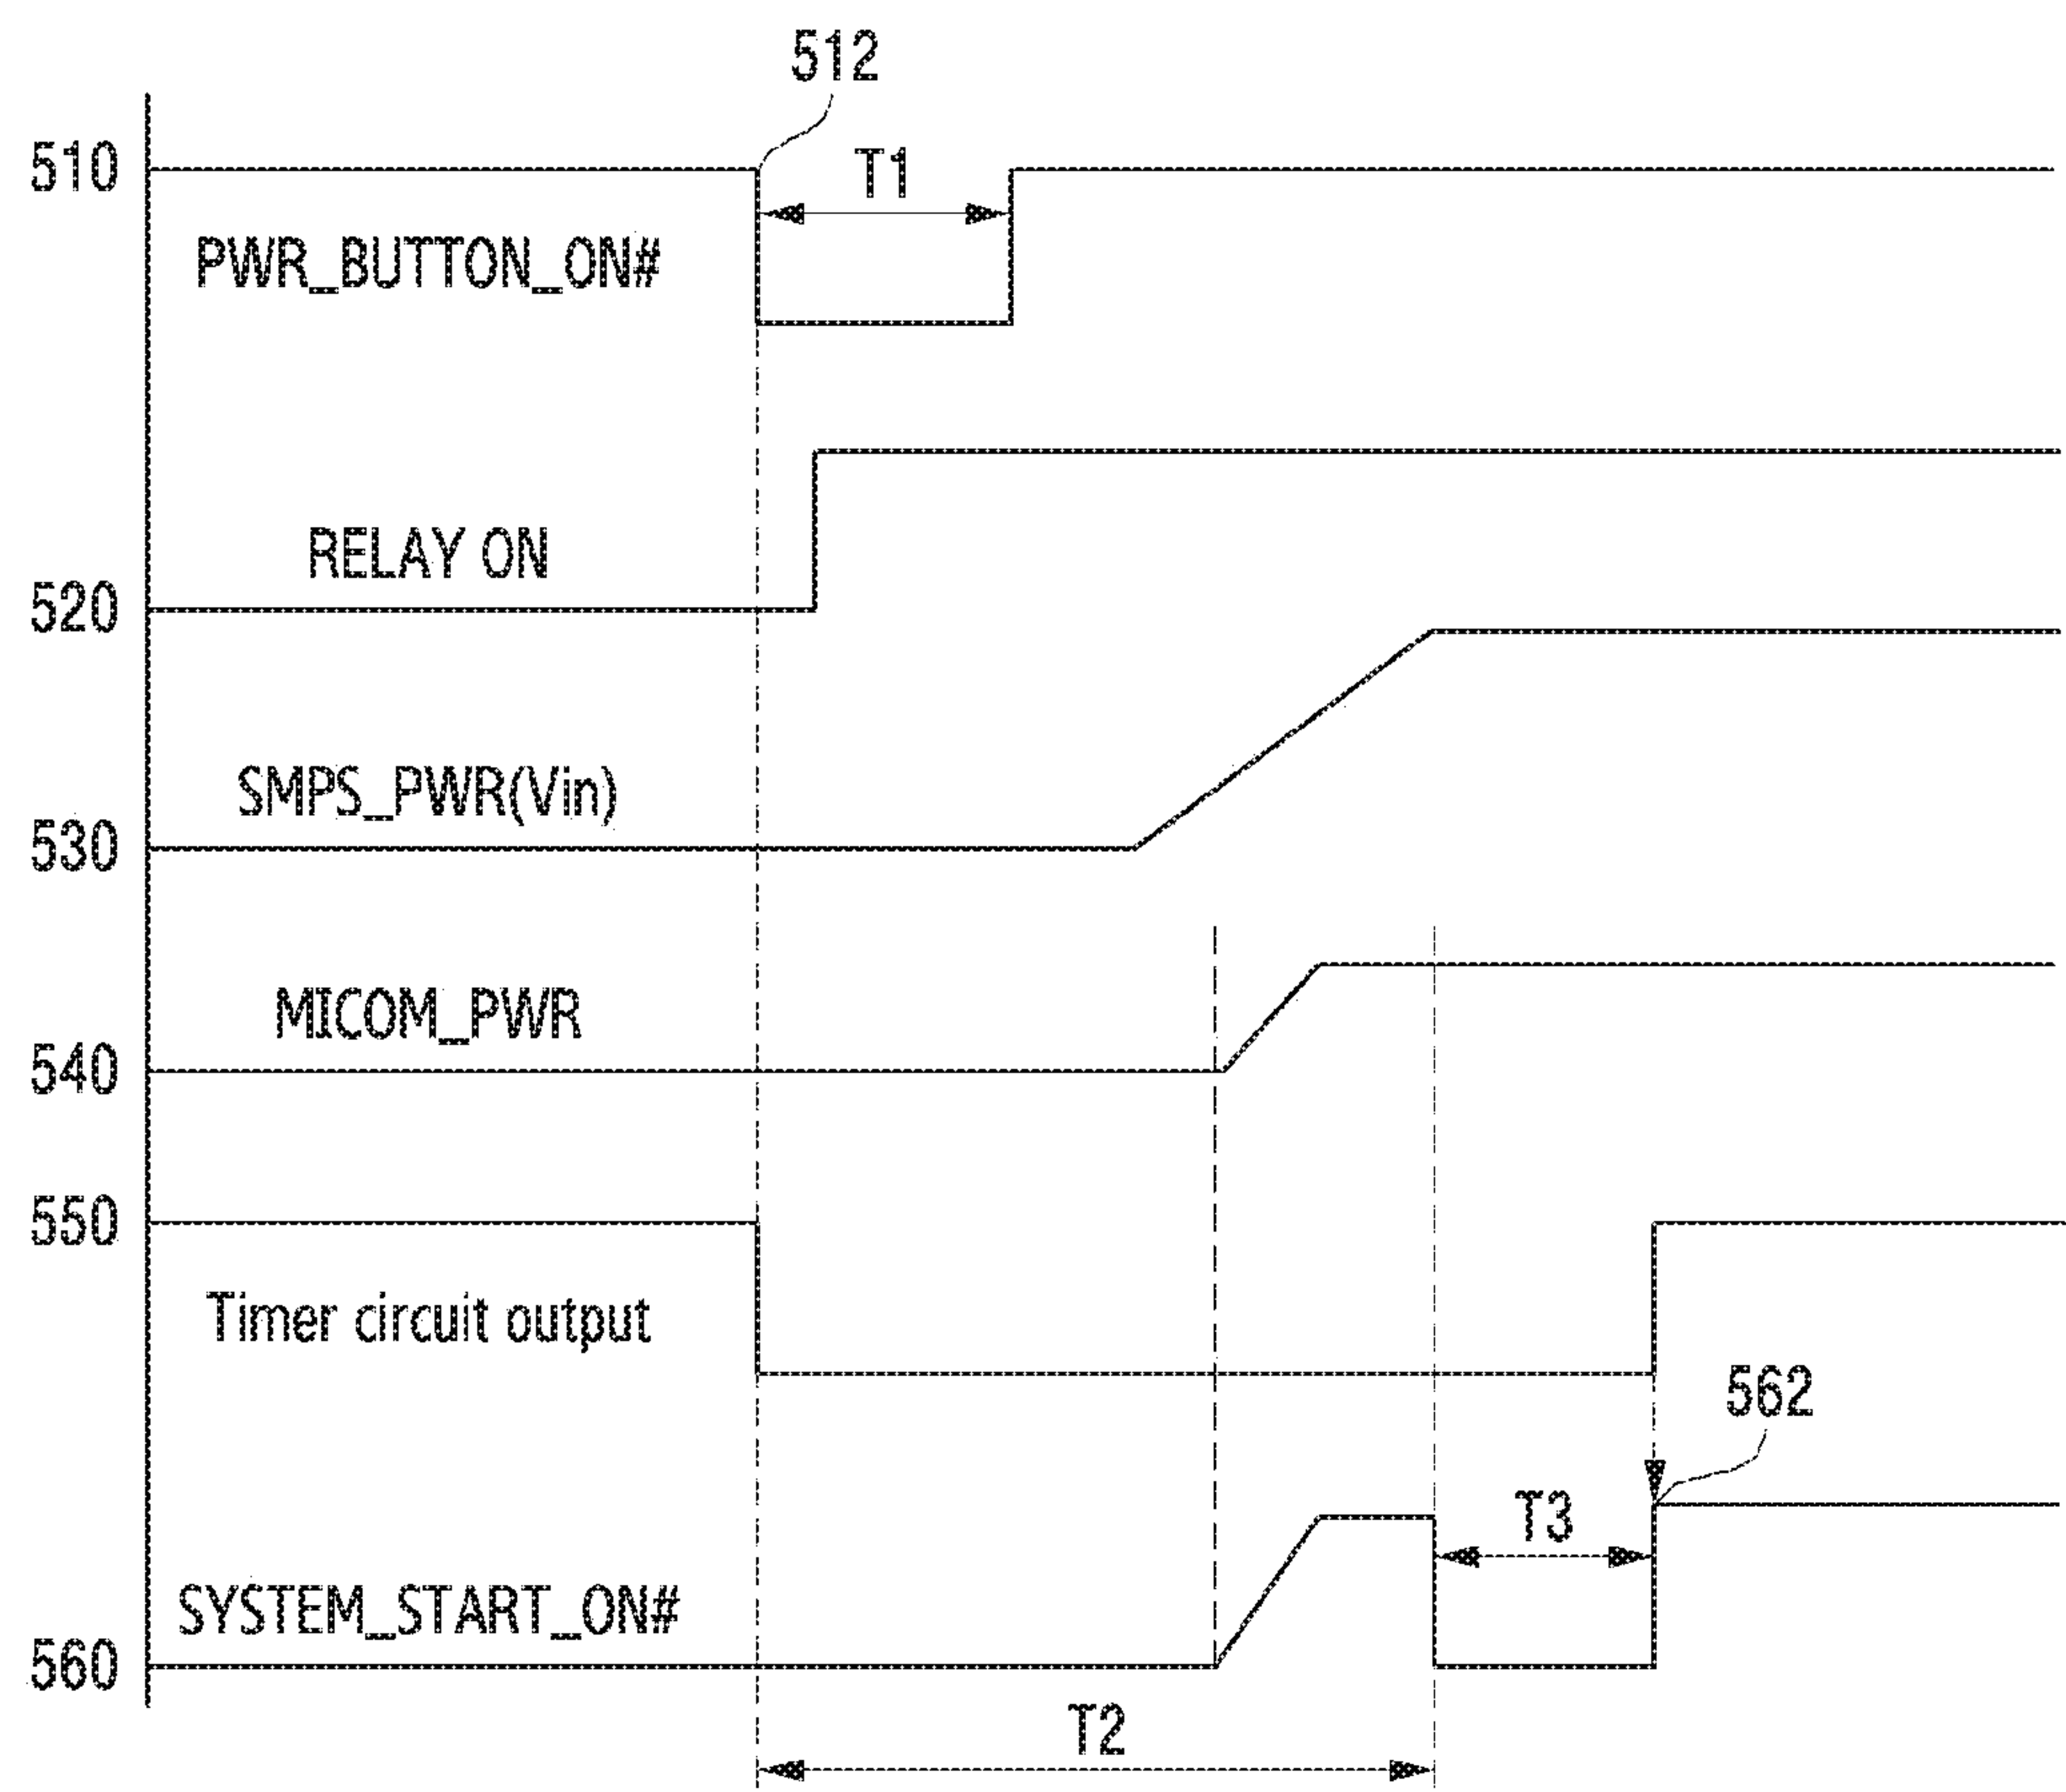 512
510
T1
PWR_BUTTON_ON#
RELAY ON
520
SMPS_PWR(Vin)
530
MICOM_PWR
540
550
Timer circuit output
562
T3
SYSTEM_START_ON#
560
T2